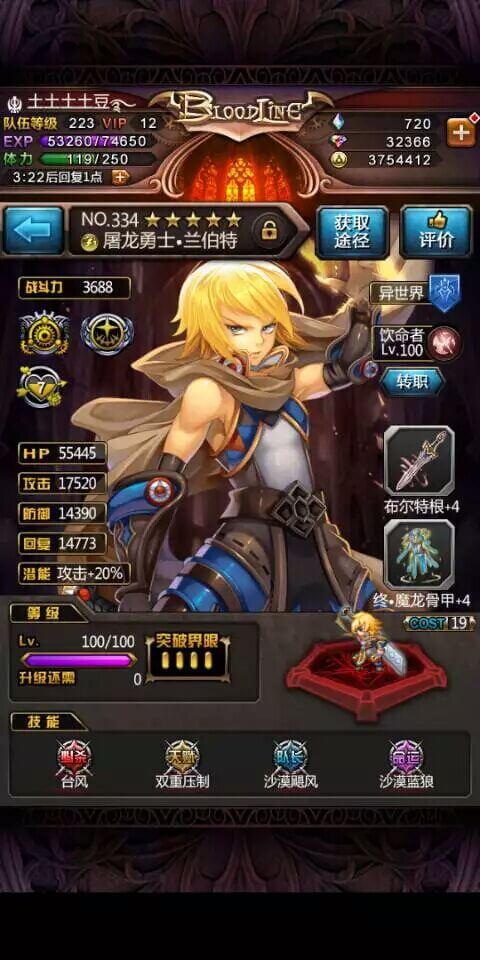 土土土土豆
BLOODLINE
队伍等级 223 VIP 12
720
EXP 53260/74650
32366
体力 119/250
3754412
3:22后回复1点
NO.334 ★★★★★
屠龙勇士•兰伯特
获取
途径
评价
战斗力 3688
异世界
饮命者
Lv.100
转职
7
HP 55445
攻击 17520
防御 14390
回复 14773
潜能 攻击+20%
布尔特根+4
终•魔龙骨甲+4
COST 19
等级
Lv. 100/100
突破界限
升级还需 0
技能
必杀
天赋
队长
命运
台风
双重压制
沙漠飓风
沙漠蓝狼